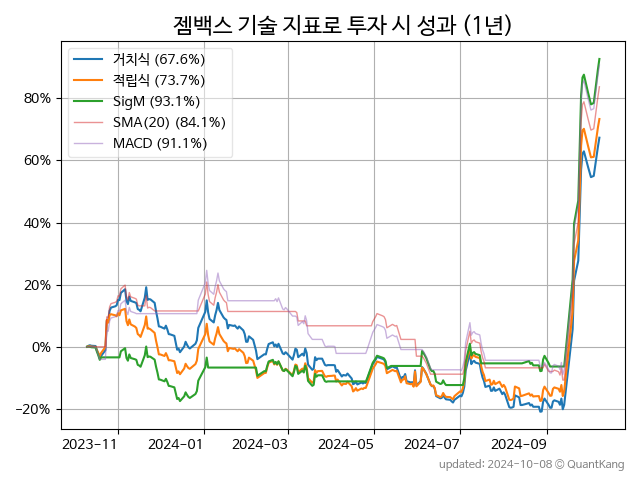 젬백스 기술 지표로 투자 시 성과 (1년)
거치식 (67.6%)
적립식 (73.7%)
SigM (93.1%)
SMA(20) (84.1%)
MACD (91.1%)
80%
60%
40%
20%
0%
−20%
2023−11 2024−01 2024−03 2024−05 2024−07 2024−09
updated: 2024-10-08 © QuantKang